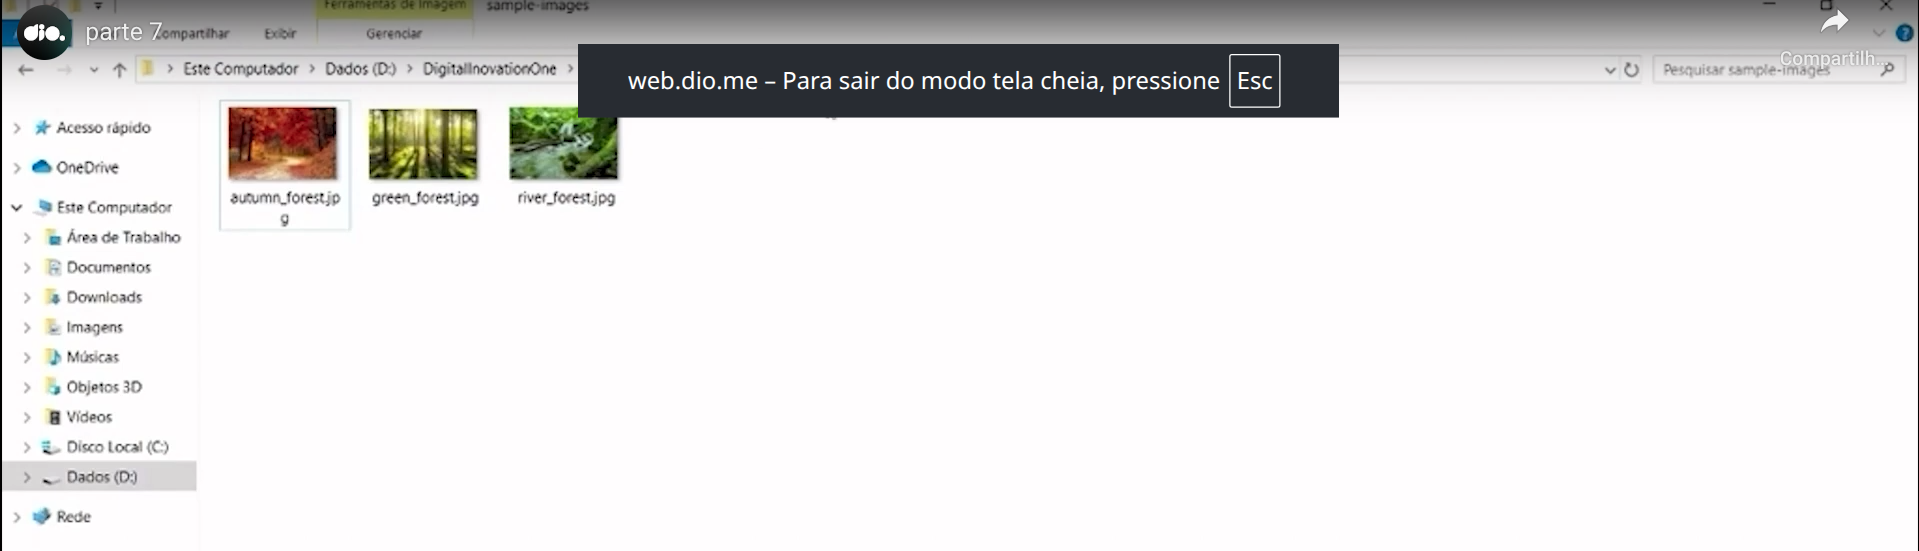 Ferramentas de Imagem
sample-images
dio.
parte 7
Compartilhar
Exibir
Gerenciar
Compartilh...
Este Computador > Dados (D:) > DigitalInovationOne >
web.dio.me – Para sair do modo tela cheia, pressione Esc
Pesquisar sample-images
Acesso rápido
OneDrive
Este Computador
Área de Trabalho
Documentos
Downloads
Imagens
Músicas
Objetos 3D
Vídeos
Disco Local (C:)
Dados (D:)
Rede
autumn_forest.jp
g
green_forest.jpg
river_forest.jpg